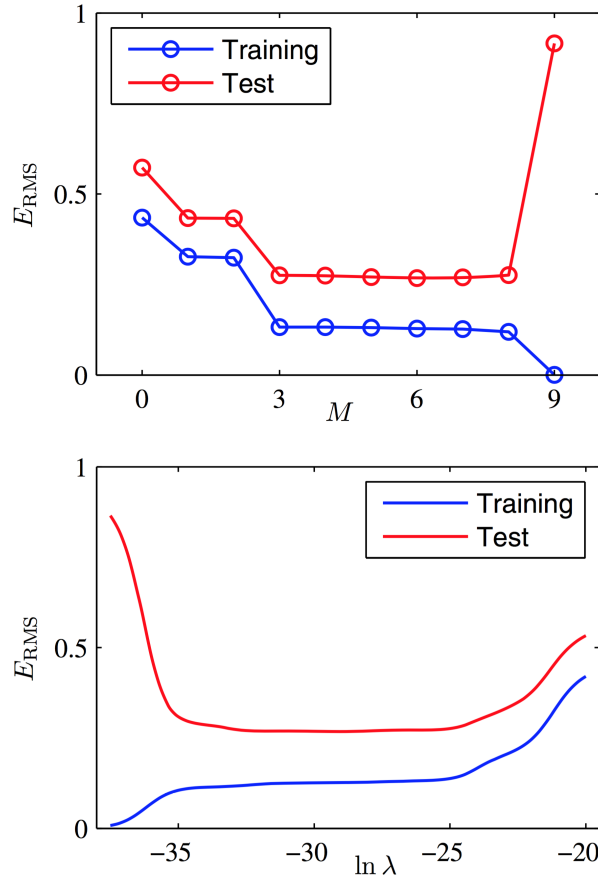 1
Training
Test
E_RMS
0.5
0
0 3 6 9
M
1
Training
Test
E_RMS
0.5
0
−35 −30 −25 −20
ln λ